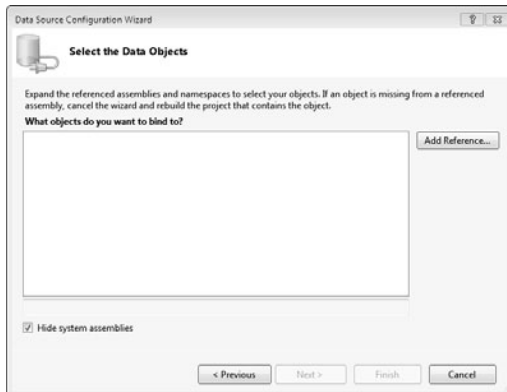 Data Source Configuration Wizard
Select the Data Objects
Expand the referenced assemblies and namespaces to select your objects. If an object is missing from a referenced
assembly, cancel the wizard and rebuild the project that contains the object.
What objects do you want to bind to?
Add Reference...
Hide system assemblies
< Previous
Next >
Finish
Cancel